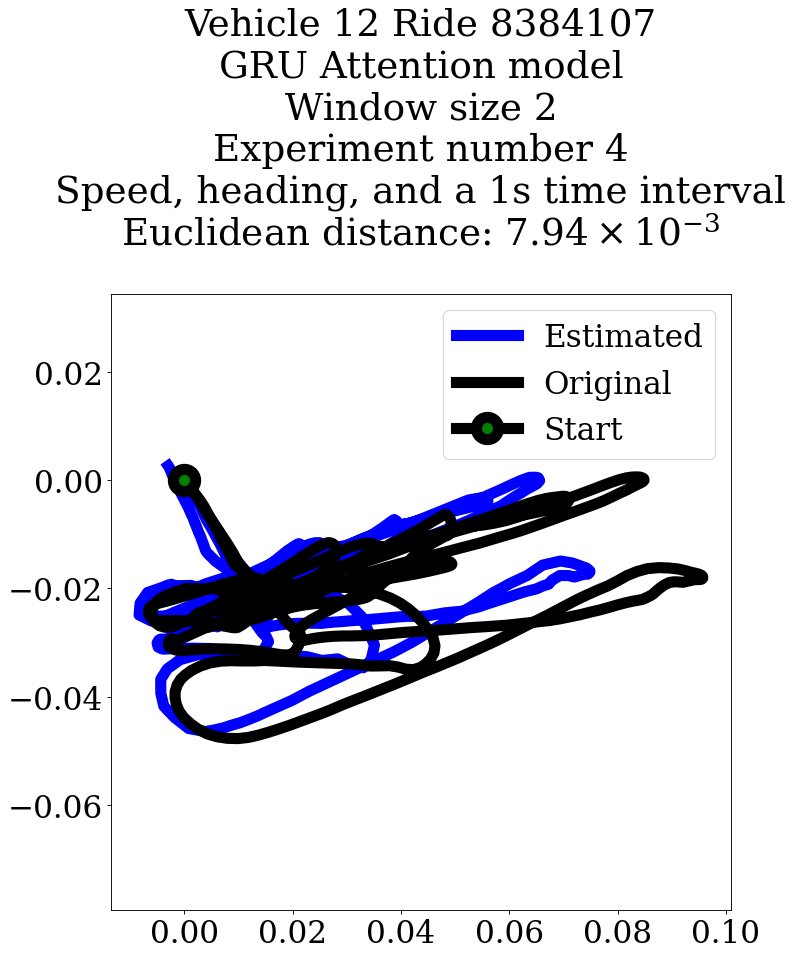 Vehicle 12 Ride 8384107
GRU Attention model
Window size 2
Experiment number 4
Speed, heading, and a 1s time interval
Euclidean distance: 7.94 × 10⁻³
Estimated
Original
Start
0.02
0.00
−0.02
−0.04
−0.06
0.00 0.02 0.04 0.06 0.08 0.10